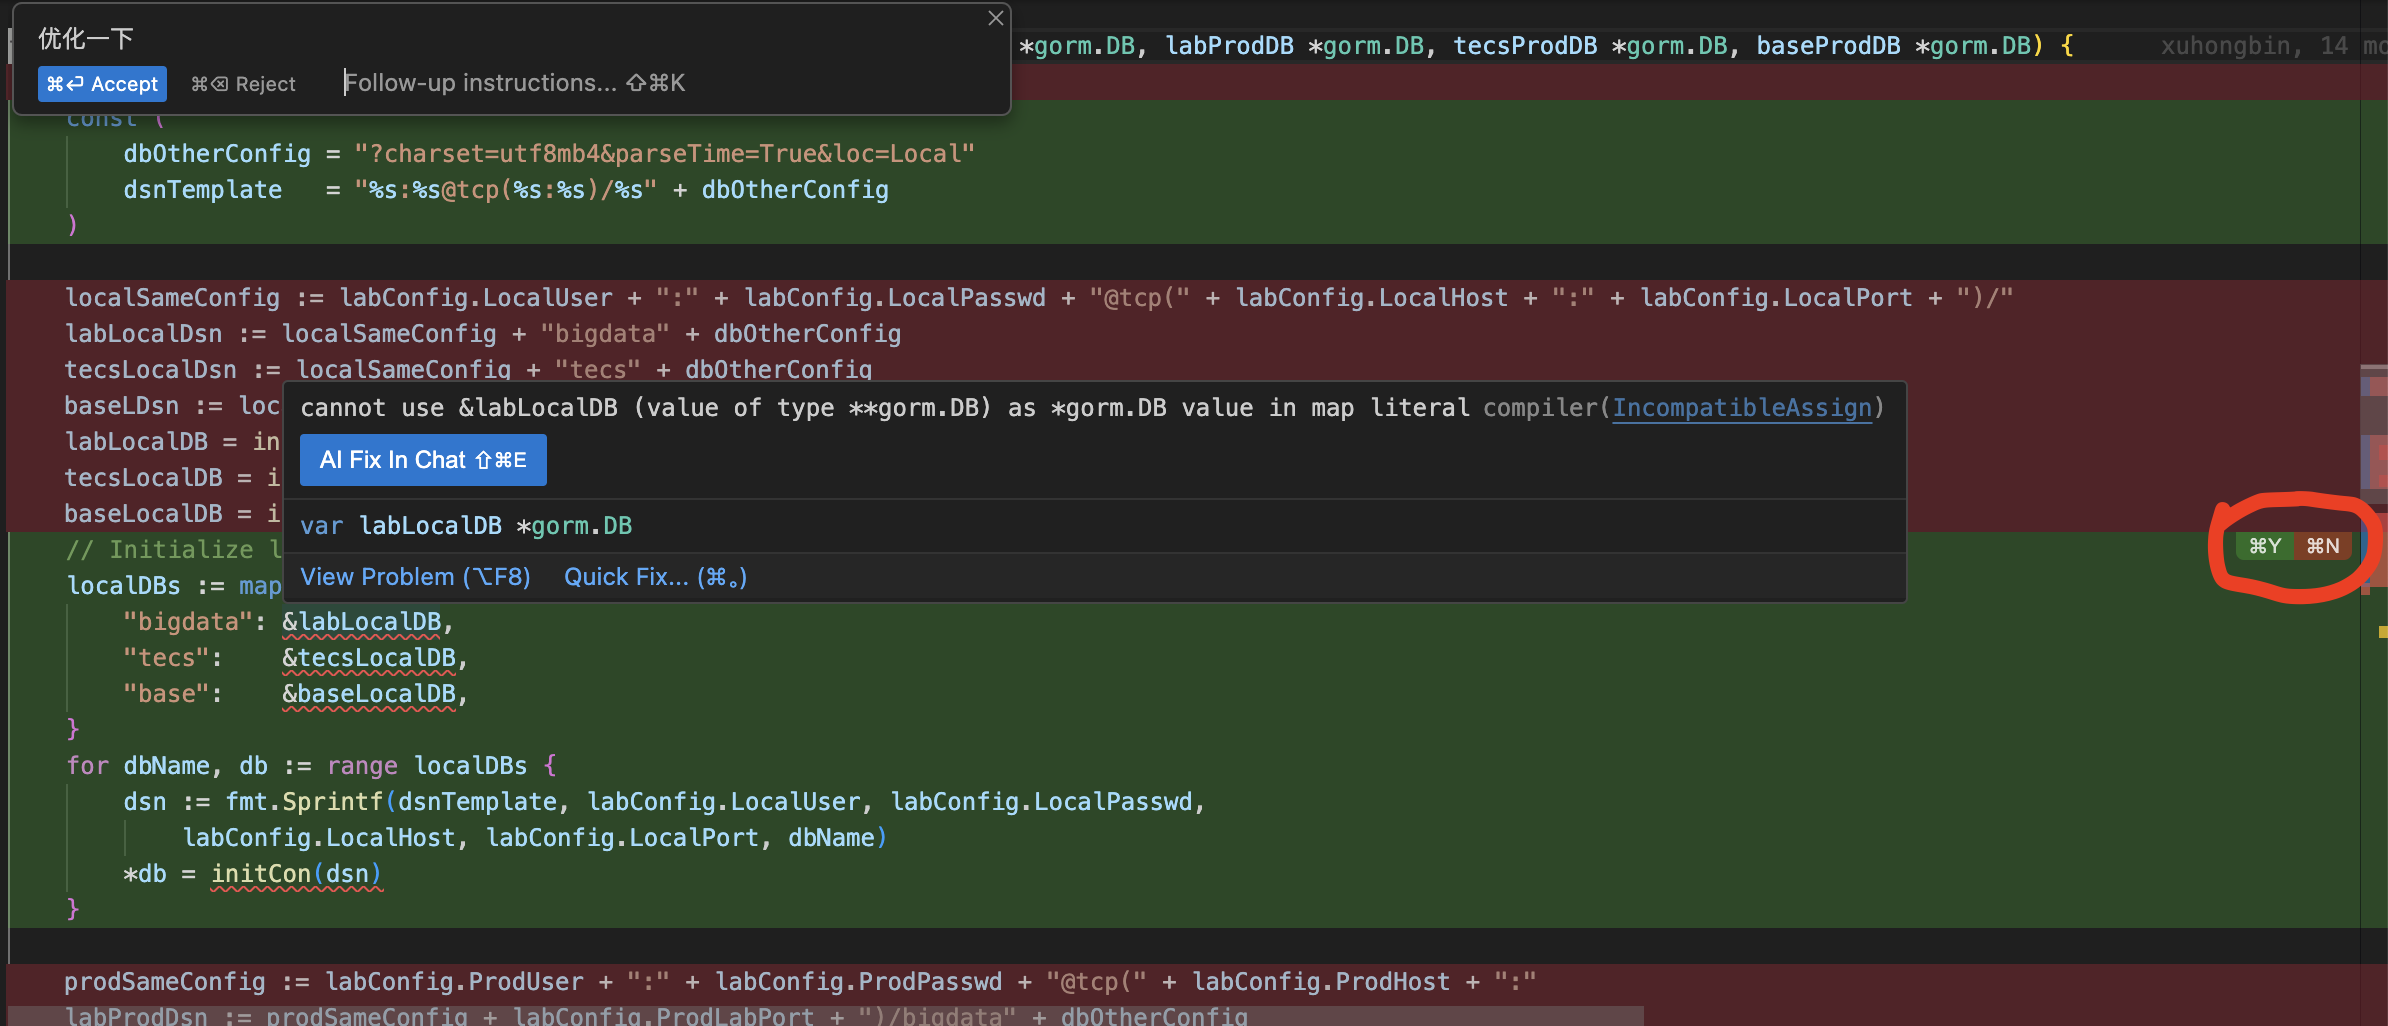 优化一下
⌘⏎ Accept ⌘⌫ Reject Follow-up instructions... ⇧⌘K
*gorm.DB, labProdDB *gorm.DB, tecsProdDB *gorm.DB, baseProdDB *gorm.DB) { xuhongbin, 14 mo
const (
dbOtherConfig = "?charset=utf8mb4&parseTime=True&loc=Local"
dsnTemplate = "%s:%s@tcp(%s:%s)/%s" + dbOtherConfig
)
localSameConfig := labConfig.LocalUser + ":" + labConfig.LocalPasswd + "@tcp(" + labConfig.LocalHost + ":" + labConfig.LocalPort + ")/"
labLocalDsn := localSameConfig + "bigdata" + dbOtherConfig
tecsLocalDsn := localSameConfig + "tecs" + dbOtherConfig
baseLDsn := loc
labLocalDB = in
tecsLocalDB = i
baseLocalDB = i
cannot use &labLocalDB (value of type **gorm.DB) as *gorm.DB value in map literal compiler(IncompatibleAssign)
AI Fix In Chat ⇧⌘E
var labLocalDB *gorm.DB
View Problem (⌥F8) Quick Fix... (⌘.)
⌘Y ⌘N
// Initialize l
localDBs := map
"bigdata": &labLocalDB,
"tecs": &tecsLocalDB,
"base": &baseLocalDB,
}
for dbName, db := range localDBs {
dsn := fmt.Sprintf(dsnTemplate, labConfig.LocalUser, labConfig.LocalPasswd,
labConfig.LocalHost, labConfig.LocalPort, dbName)
*db = initCon(dsn)
}
prodSameConfig := labConfig.ProdUser + ":" + labConfig.ProdPasswd + "@tcp(" + labConfig.ProdHost + ":"
labProdDsn := prodSameConfig + labConfig.ProdLabPort + ")/bigdata" + dbOtherConfig